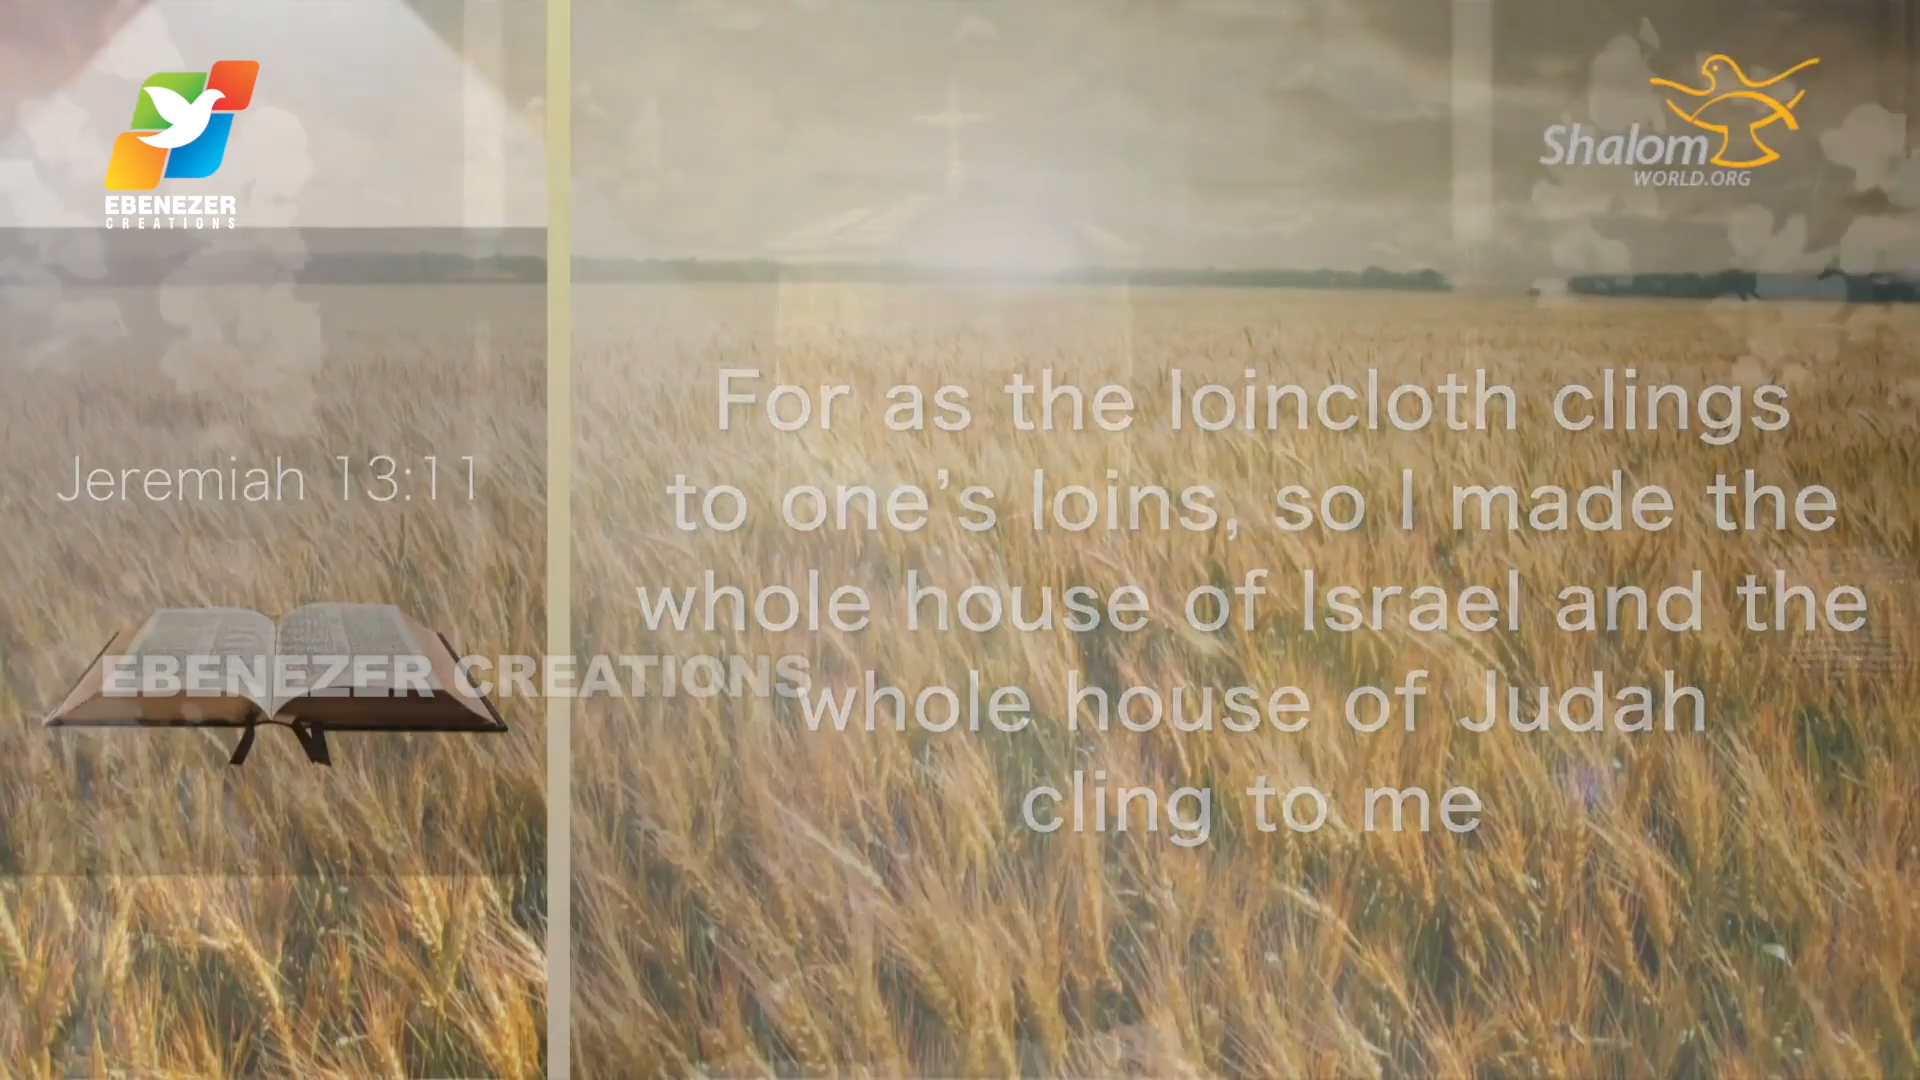 EBENEZER
CREATIONS
Shalom
WORLD.ORG
Jeremiah 13:11
For as the loincloth clings
to one's loins, so I made the
whole house of Israel and the
whole house of Judah
cling to me
EBENEZER CREATIONS